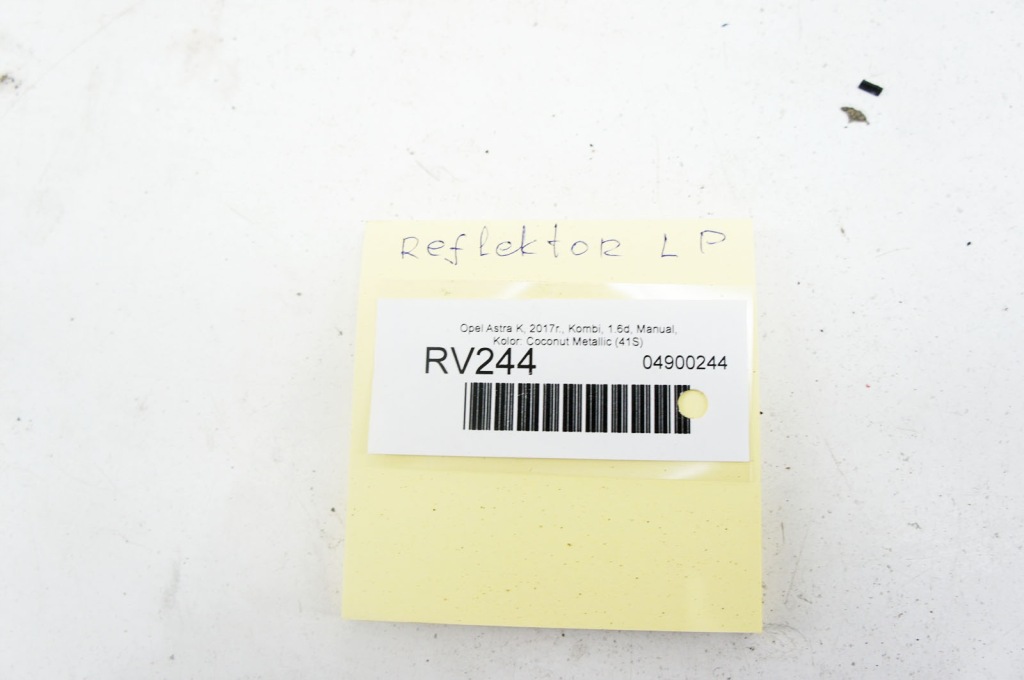 Reflektor LP
Opel Astra K, 2017r., Kombi, 1.6d, Manual,
Kolor: Coconut Metallic (41S)
RV244 04900244